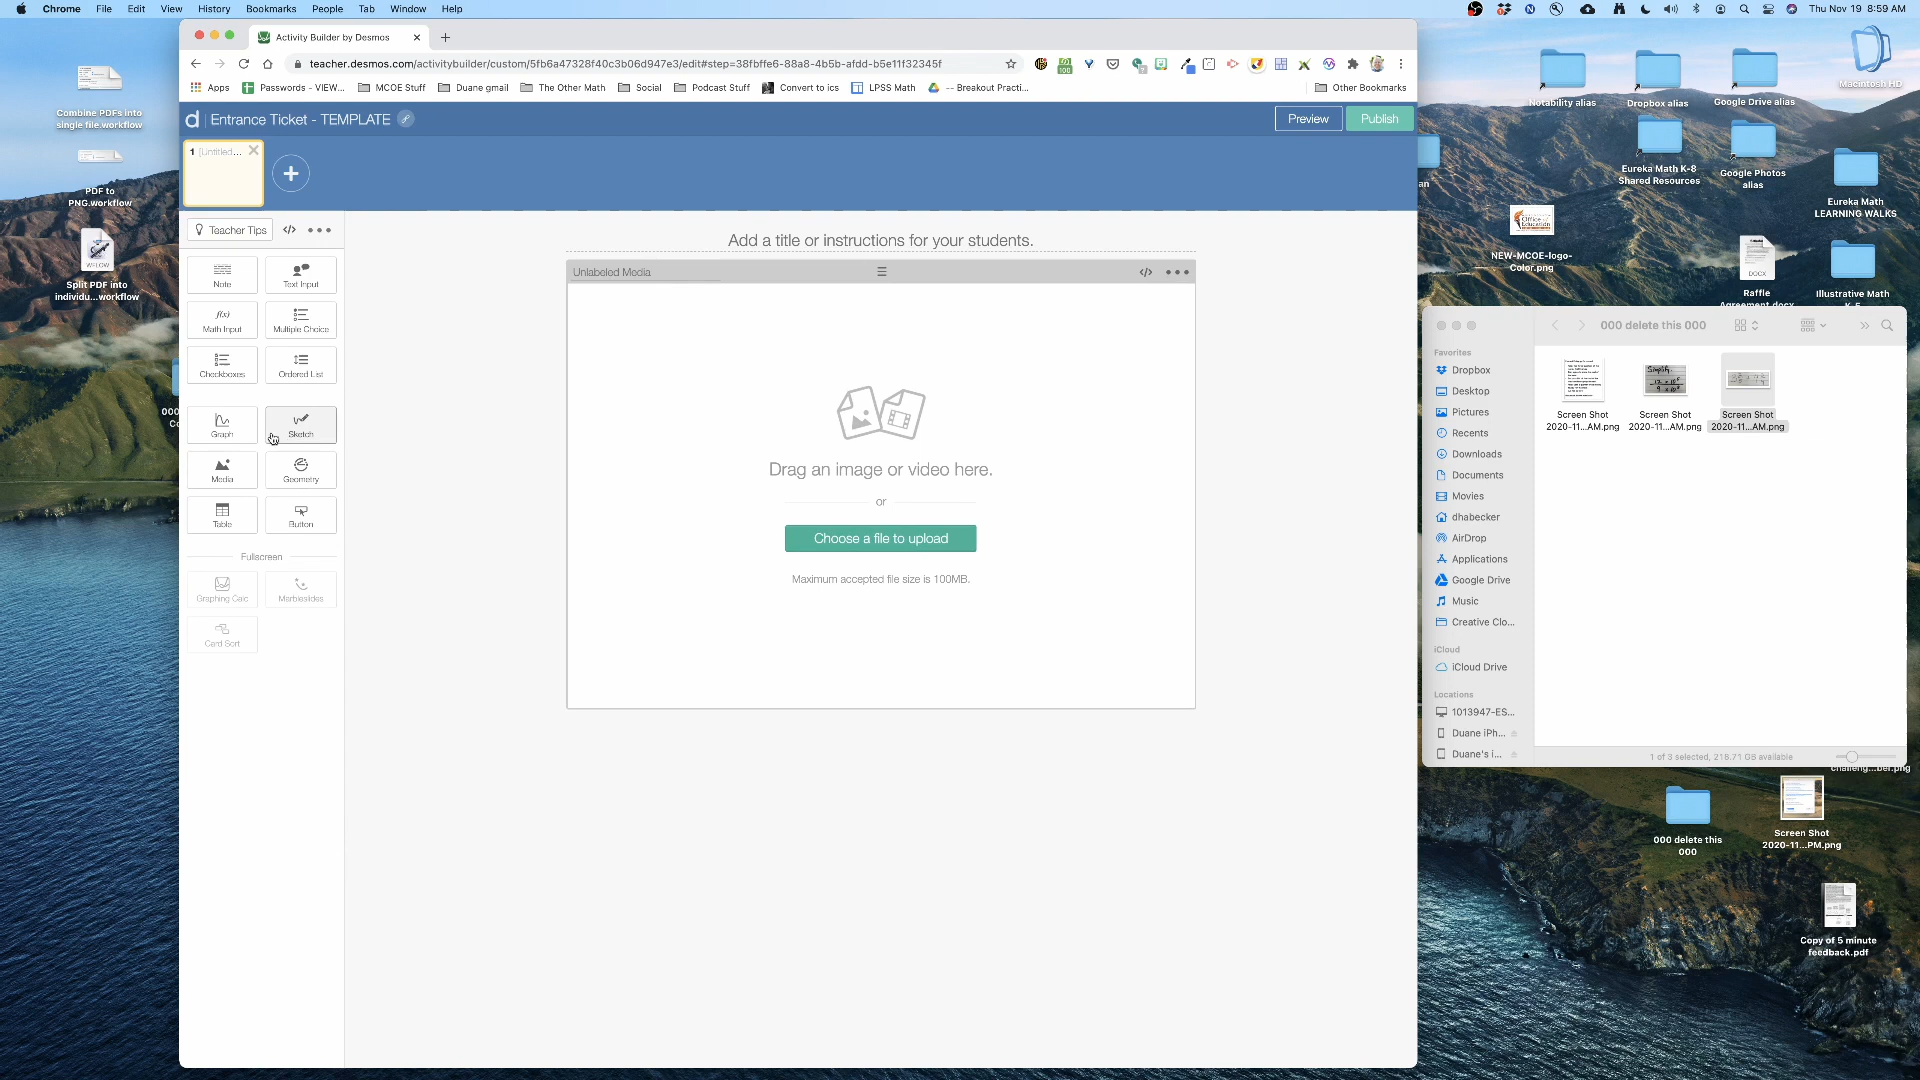 Chrome File Edit View History Bookmarks People Tab Window Help
Thu Nov 19 8:59 AM
Activity Builder by Desmos
teacher.desmos.com/activitybuilder/custom/5fb6a47328f40c3b06d947e3/edit#step=38fbffe6-88a8-4b5b-afdd-b5e11f32345f
Apps Passwords - VIEW... MCOE Stuff Duane gmail The Other Math Social Podcast Stuff Convert to ics LPSS Math -- Breakout Practi... Other Bookmarks
d Entrance Ticket - TEMPLATE
Preview Publish
1 [Untitled...
Teacher Tips
Note Text Input
f(x)
Math Input Multiple Choice
Checkboxes Ordered List
Graph Sketch
Media Geometry
Table Button
Fullscreen
Graphing Calc Marbleslides
Card Sort
Add a title or instructions for your students.
Unlabeled Media
Drag an image or video here.
or
Choose a file to upload
Maximum accepted file size is 100MB.
Combine PDFs into
single file.workflow
PDF to
PNG.workflow
WFLOW
Split PDF into
individu...workflow
Notability alias
Dropbox alias
Google Drive alias
Macintosh HD
Eureka Math K-8
Shared Resources
Google Photos
alias
Eureka Math
LEARNING WALKS
Office of
Education
NEW-MCOE-logo-
Color.png
DOCX
Raffle
Agreement.docx
Illustrative Math
K-5
000 delete this 000
Favorites
Dropbox
Desktop
Pictures
Recents
Downloads
Documents
Movies
dhabecker
AirDrop
Applications
Google Drive
Music
Creative Clo...
iCloud
iCloud Drive
Locations
1013947-ES...
Duane iPh...
Duane's i...
Simplify.
Screen Shot
2020-11...AM.png
Screen Shot
2020-11...AM.png
Screen Shot
2020-11...AM.png
1 of 3 selected, 218.71 GB available
000 delete this
000
Screen Shot
2020-11...PM.png
Copy of 5 minute
feedback.pdf